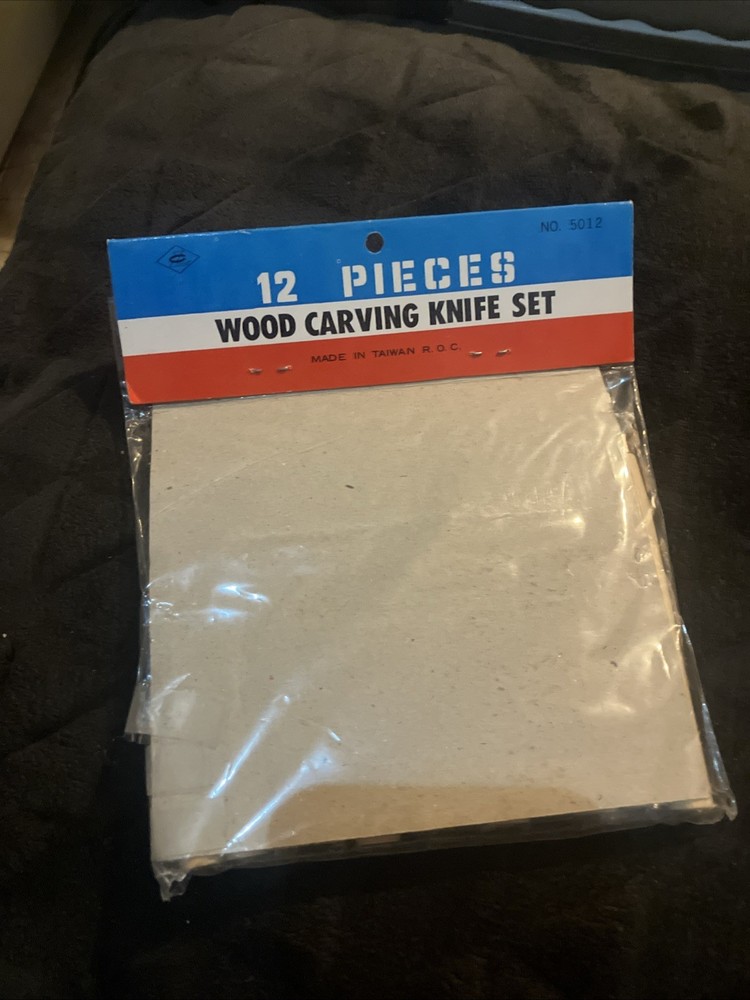 NO. 5012
12 PIECES
WOOD CARVING KNIFE SET
MADE IN TAIWAN R.O.C.